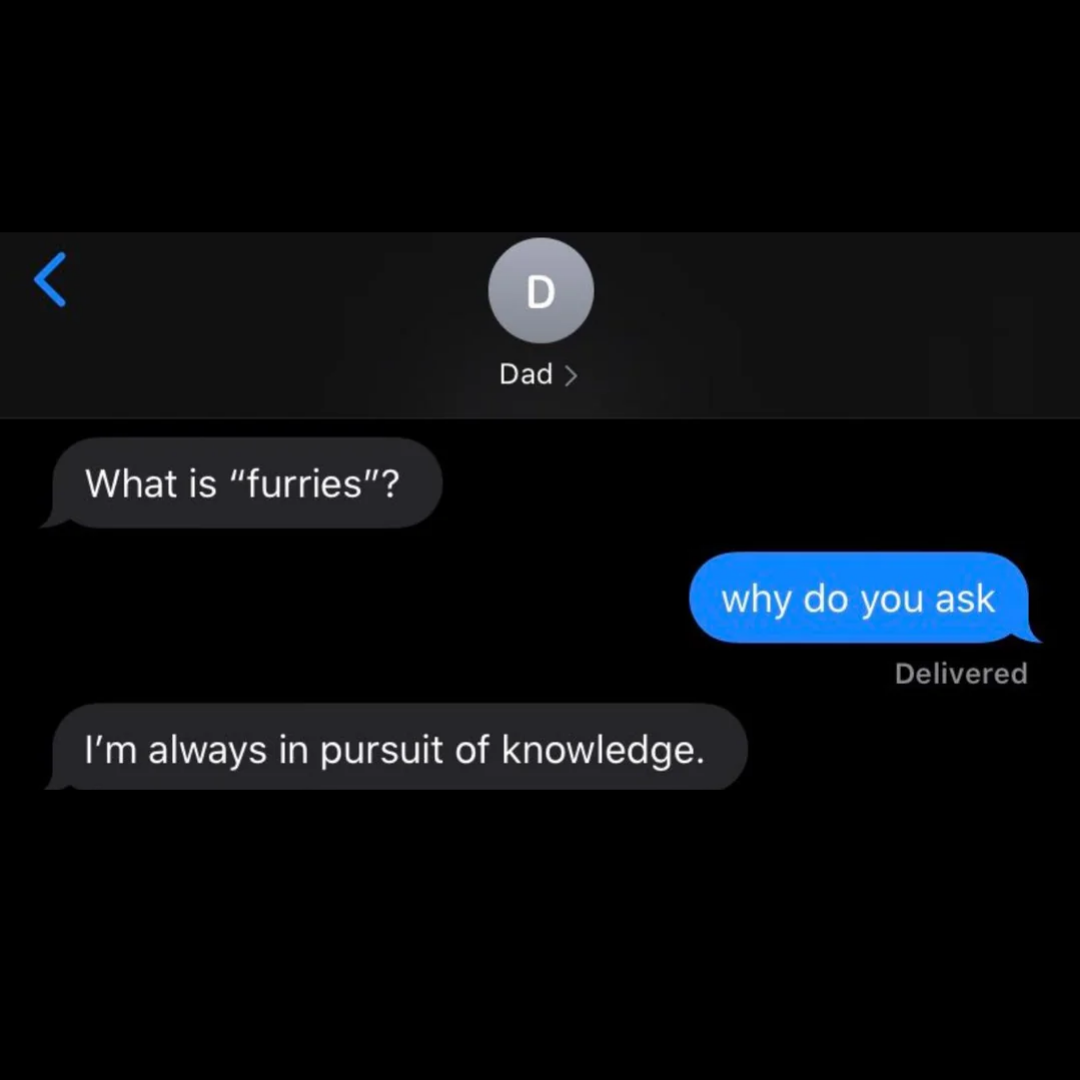 D
Dad
What is “furries”?
why do you ask
Delivered
I’m always in pursuit of knowledge.